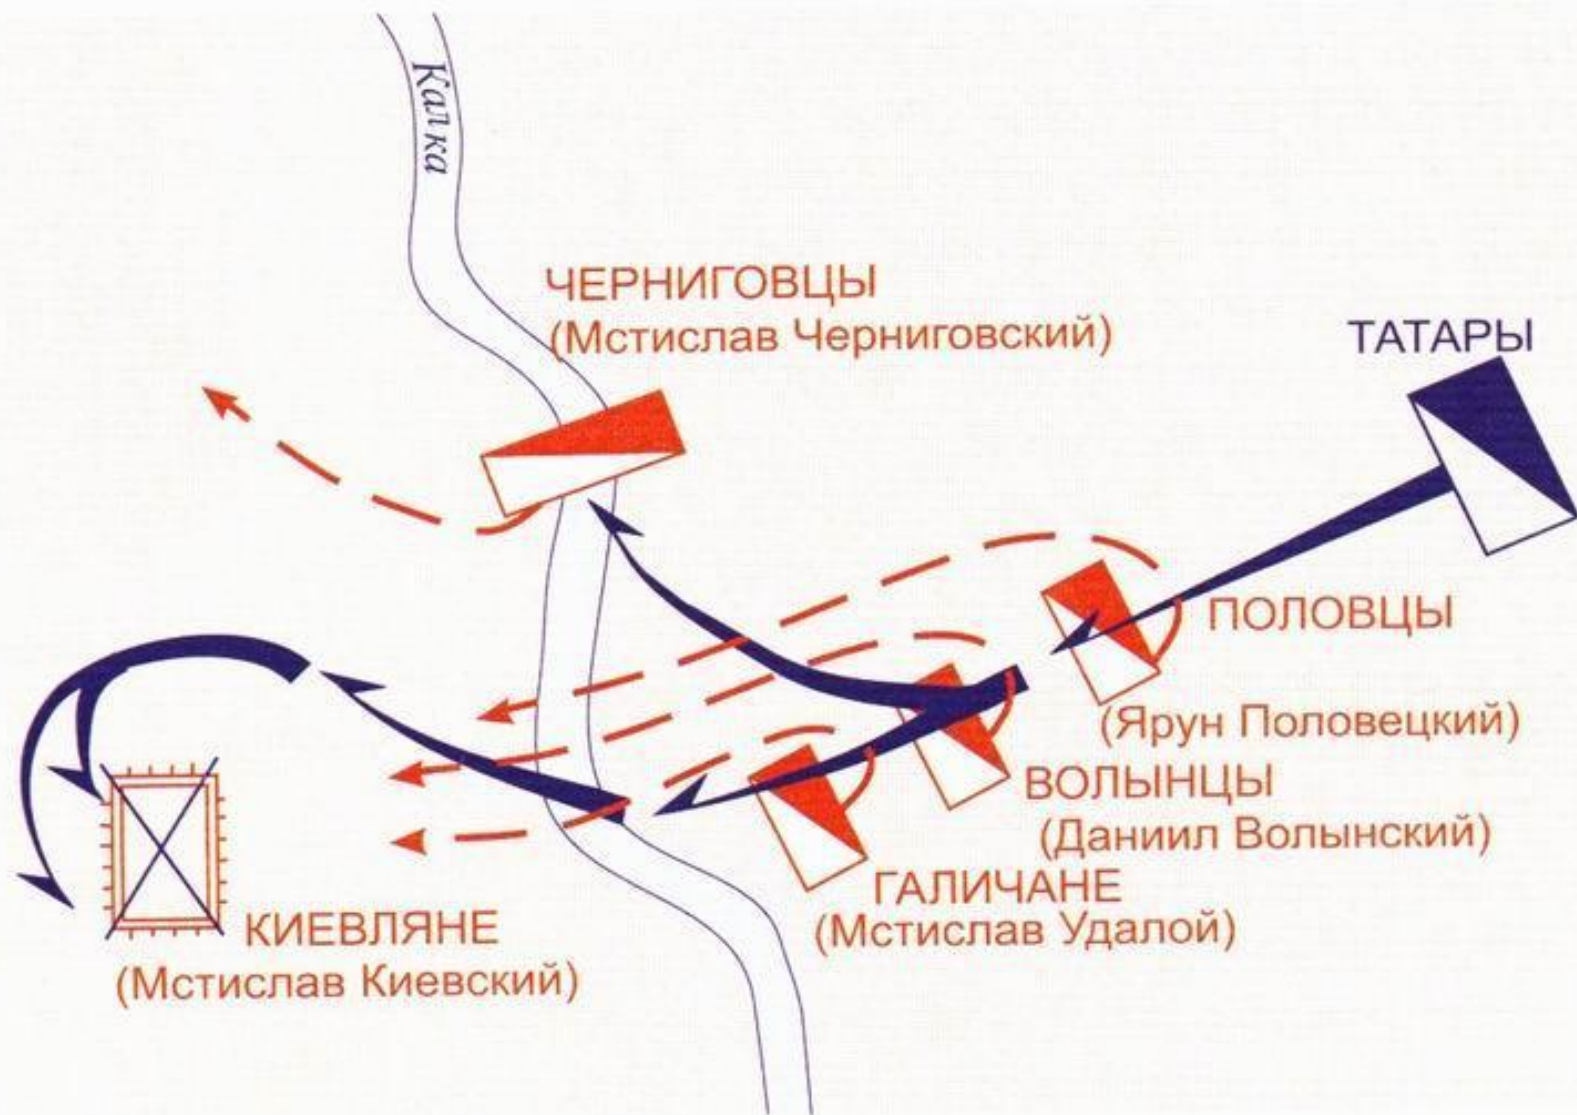 Калка
ЧЕРНИГОВЦЫ
(Мстислав Черниговский)
ТАТАРЫ
ПОЛОВЦЫ
(Ярун Половецкий)
ВОЛЫНЦЫ
(Даниил Волынский)
ГАЛИЧАНЕ
(Мстислав Удалой)
КИЕВЛЯНЕ
(Мстислав Киевский)